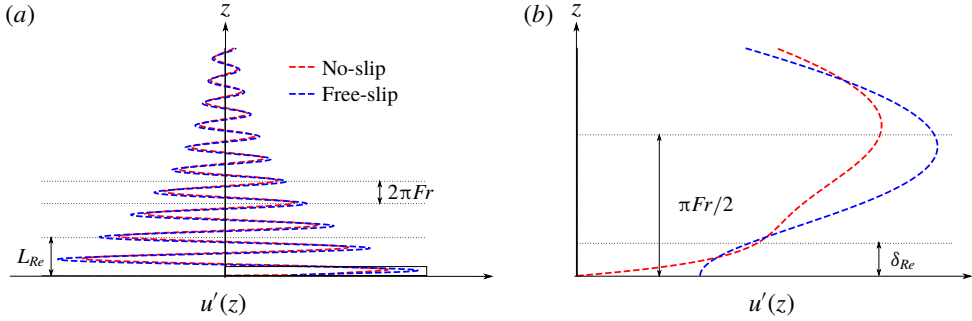 (a)
z
No-slip
Free-slip
2πFr
L_Re
u′(z)
(b)
z
πFr/2
δ_Re
u′(z)